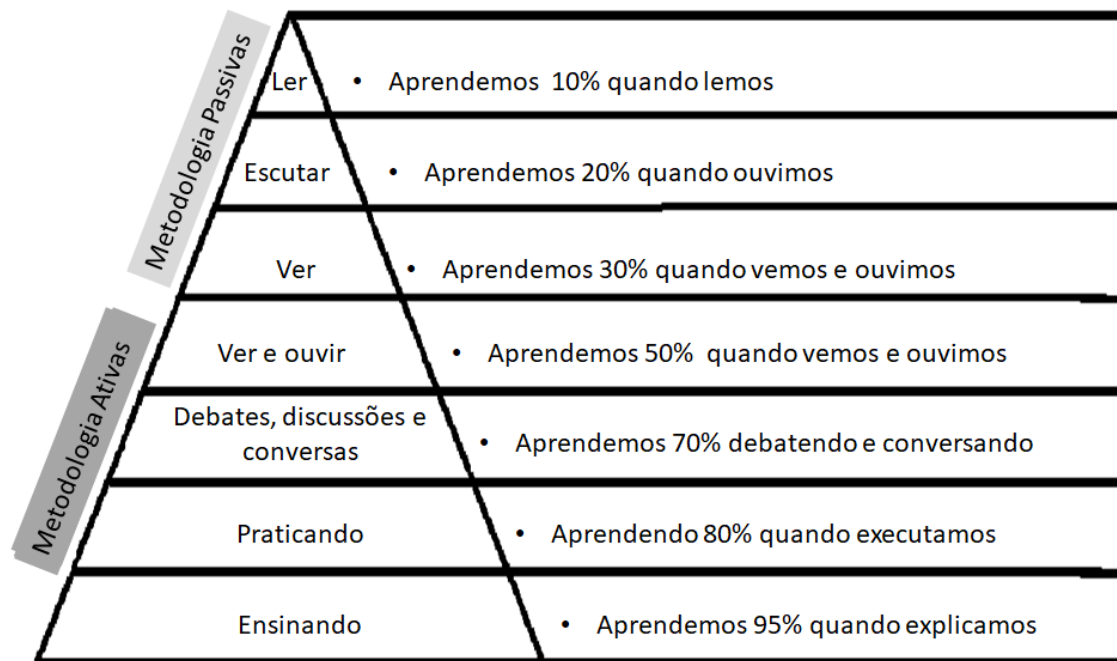 Metodologia Passivas
Ler
• Aprendemos 10% quando lemos
Escutar
• Aprendemos 20% quando ouvimos
Ver
• Aprendemos 30% quando vemos e ouvimos
Metodologia Ativas
Ver e ouvir
• Aprendemos 50% quando vemos e ouvimos
Debates, discussões e
conversas
• Aprendemos 70% debatendo e conversando
Praticando
• Aprendendo 80% quando executamos
Ensinando
• Aprendemos 95% quando explicamos